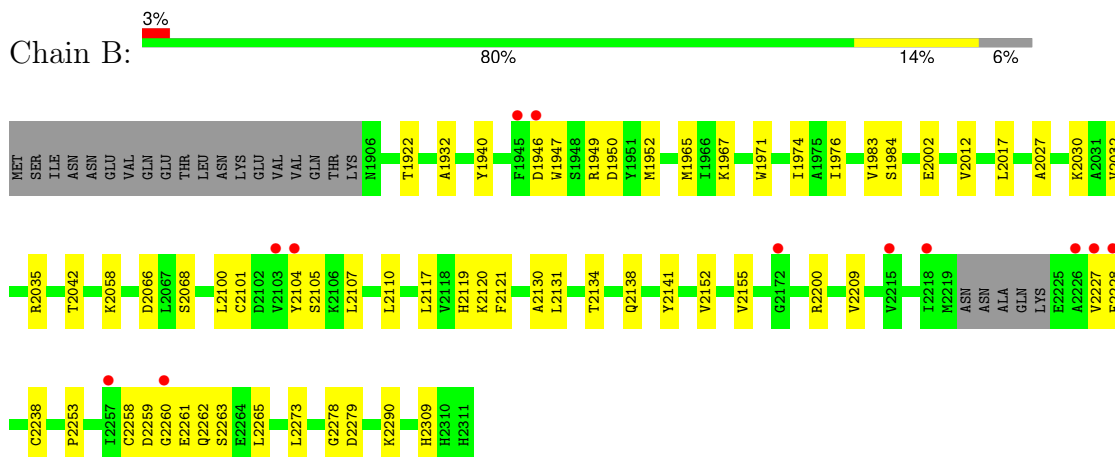 3%
Chain B:
80% 14% 6%
MET SER ILE ASN ASN GLU VAL GLN GLU THR LEU ASN LYS GLU VAL VAL GLN THR LYS N1906 T1922 A1932 Y1940 F1945 D1946 W1947 S1948 R1949 D1950 Y1951 M1952 M1965 I1966 K1967 W1971 I1974 A1975 I1976 V1983 S1984 E2002 V2012 L2017 A2027 K2030 A2031
R2035 T2042 K2058 D2066 L2067 S2068 L2100 C2101 D2102 V2103 Y2104 S2105 K2106 L2107 L2110 L2117 V2118 H2119 K2120 F2121 A2130 L2131 T2134 Q2138 Y2141 V2152 V2155 G2172 R2200 V2209 V2215 I2218 M2219 ASN ASN ALA GLN LYS E2225 A2226 V2227
C2238 P2253 I2257 C2258 D2259 G2260 E2261 Q2262 S2263 E2264 L2265 L2273 G2278 D2279 K2290 H2309 H2310 H2311